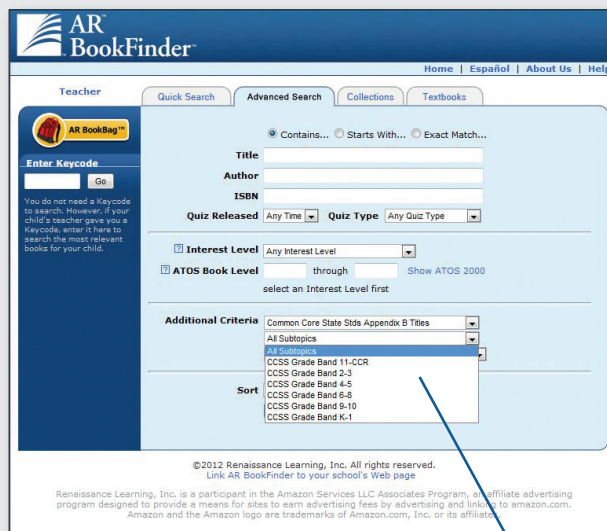 AR
BookFinder™
Home | Español | About Us | Help
Teacher
Quick Search
Advanced Search
Collections
Textbooks
AR BookBag™
Enter Keycode
Go
You do not need a Keycode
to search. However, if your
child's teacher gave you a
Keycode, enter it here to
search the most relevant
books for your child.
Contains... Starts With... Exact Match...
Title
Author
ISBN
Quiz Released Any Time Quiz Type Any Quiz Type
? Interest Level Any Interest Level
? ATOS Book Level through Show ATOS 2000
select an Interest Level first
Additional Criteria Common Core State Stds Appendix B Titles
All Subtopics
All Subtopics
CCSS Grade Band 11-CCR
CCSS Grade Band 2-3
CCSS Grade Band 4-5
CCSS Grade Band 6-8
Sort CCSS Grade Band 9-10
CCSS Grade Band K-1
©2012 Renaissance Learning, Inc. All rights reserved.
Link AR BookFinder to your school's Web page
Renaissance Learning, Inc. is a participant in the Amazon Services LLC Associates Program, an affiliate advertising
program designed to provide a means for sites to earn advertising fees by advertising and linking to amazon.com.
Amazon and the Amazon logo are trademarks of Amazon.com, Inc. or its affiliates.